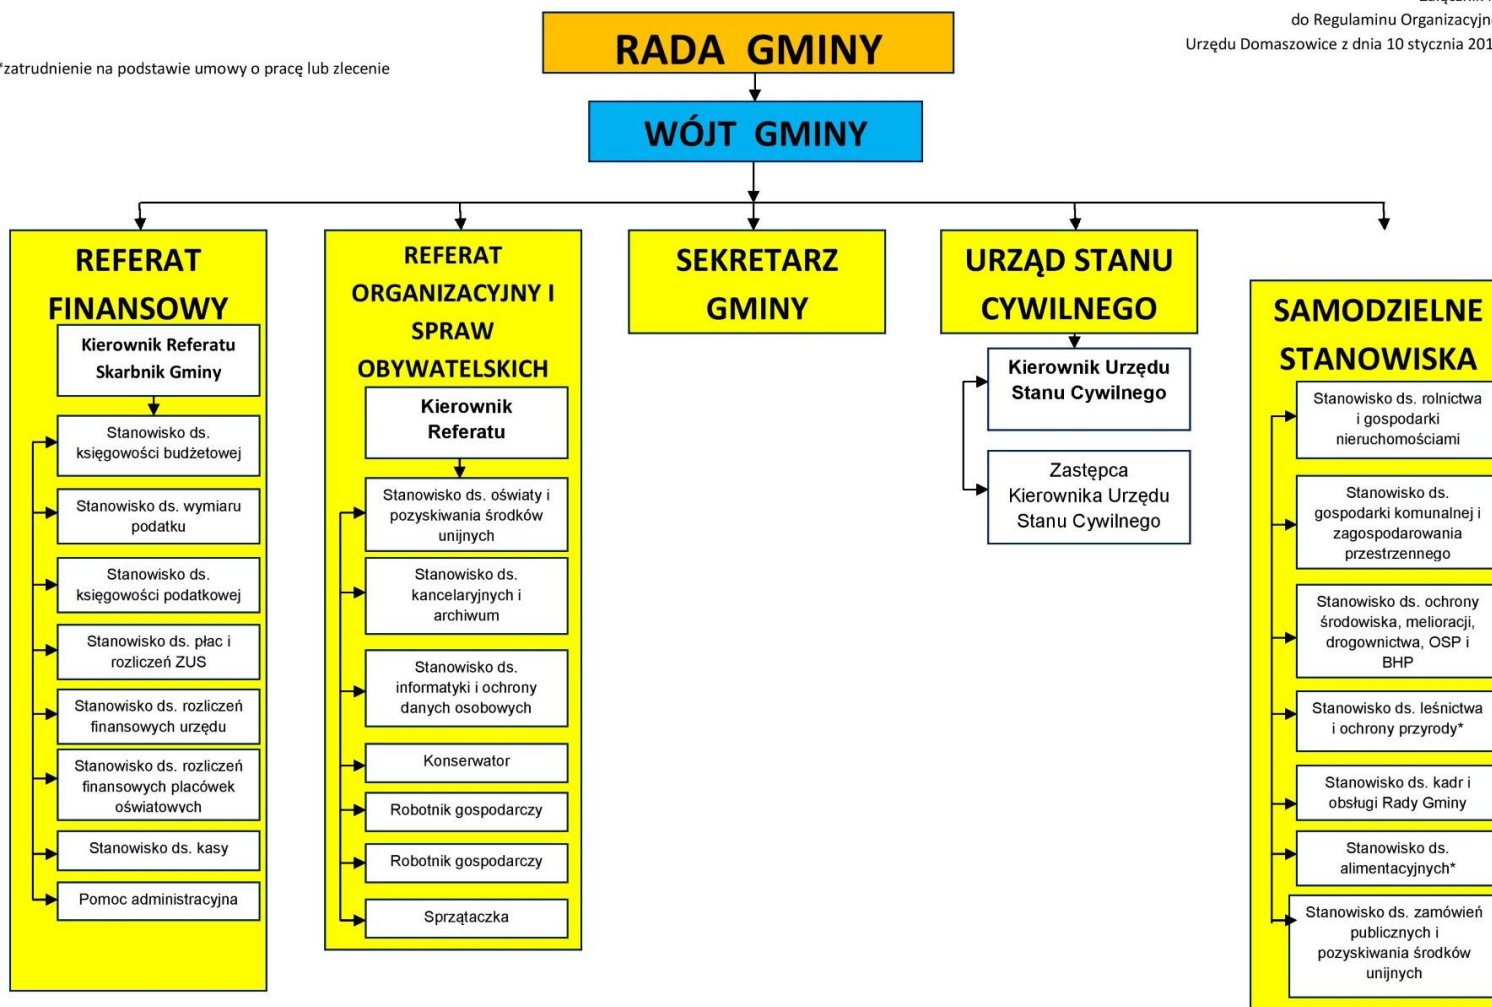 do Regulaminu Organizacyjne
Urzędu Domaszowice z dnia 10 stycznia 201
*zatrudnienie na podstawie umowy o pracę lub zlecenie
RADA GMINY
WÓJT GMINY
REFERAT
FINANSOWY
Kierownik Referatu
Skarbnik Gminy
Stanowisko ds.
księgowości budżetowej
Stanowisko ds. wymiaru
podatku
Stanowisko ds.
księgowości podatkowej
Stanowisko ds. płac i
rozliczeń ZUS
Stanowisko ds. rozliczeń
finansowych urzędu
Stanowisko ds. rozliczeń
finansowych placówek
oświatowych
Stanowisko ds. kasy
Pomoc administracyjna
REFERAT
ORGANIZACYJNY I
SPRAW
OBYWATELSKICH
Kierownik
Referatu
Stanowisko ds. oświaty i
pozyskiwania środków
unijnych
Stanowisko ds.
kancelaryjnych i
archiwum
Stanowisko ds.
informatyki i ochrony
danych osobowych
Konserwator
Robotnik gospodarczy
Robotnik gospodarczy
Sprzątaczka
SEKRETARZ
GMINY
URZĄD STANU
CYWILNEGO
Kierownik Urzędu
Stanu Cywilnego
Zastępca
Kierownika Urzędu
Stanu Cywilnego
SAMODZIELNE
STANOWISKA
Stanowisko ds. rolnictwa
i gospodarki
nieruchomościami
Stanowisko ds.
gospodarki komunalnej i
zagospodarowania
przestrzennego
Stanowisko ds. ochrony
środowiska, melioracji,
drogownictwa, OSP i
BHP
Stanowisko ds. leśnictwa
i ochrony przyrody*
Stanowisko ds. kadr i
obsługi Rady Gminy
Stanowisko ds.
alimentacyjnych*
Stanowisko ds. zamówień
publicznych i
pozyskiwania środków
unijnych